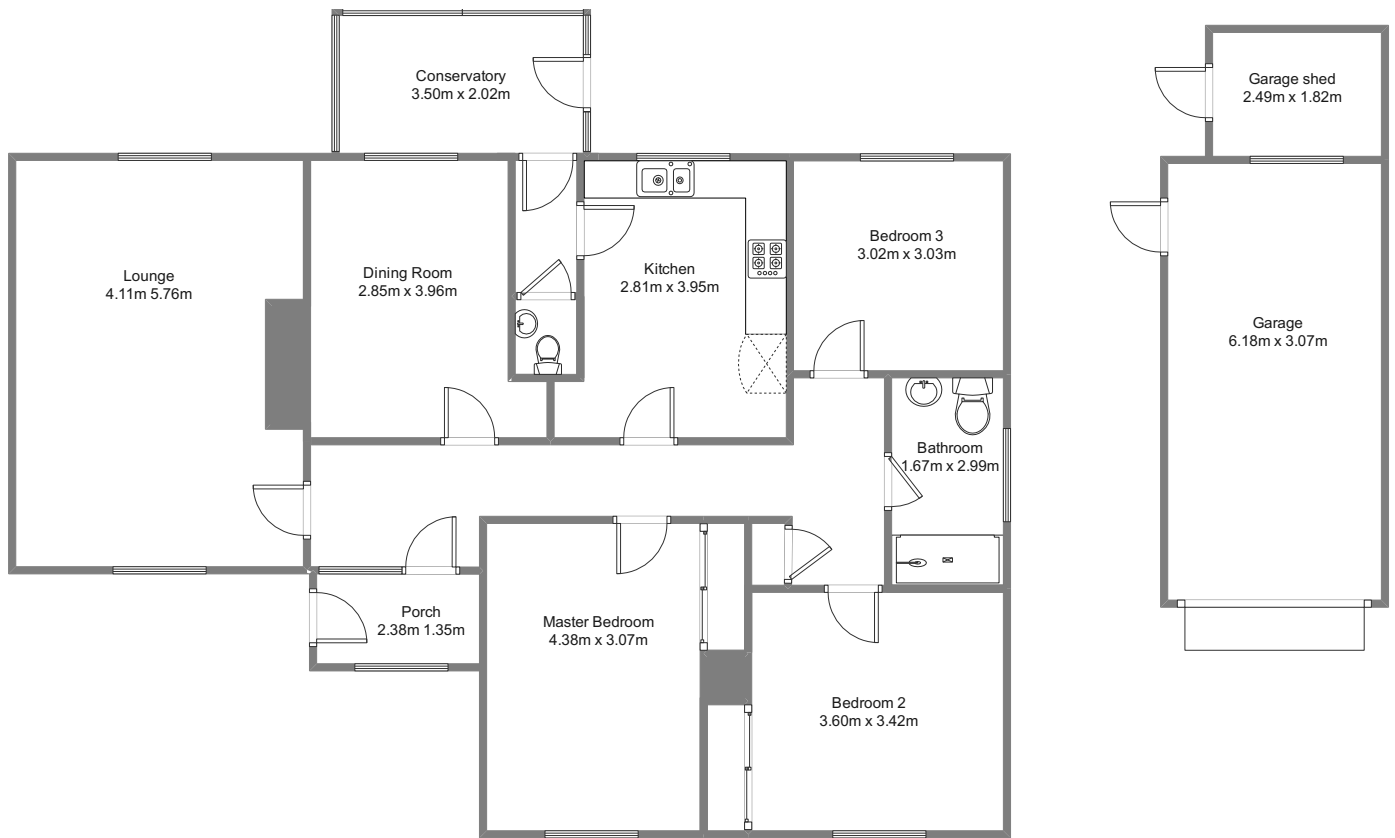 Conservatory
3.50m x 2.02m
Garage shed
2.49m x 1.82m
Lounge
4.11m 5.76m
Dining Room
2.85m x 3.96m
Kitchen
2.81m x 3.95m
Bedroom 3
3.02m x 3.03m
Garage
6.18m x 3.07m
Bathroom
1.67m x 2.99m
Porch
2.38m 1.35m
Master Bedroom
4.38m x 3.07m
Bedroom 2
3.60m x 3.42m